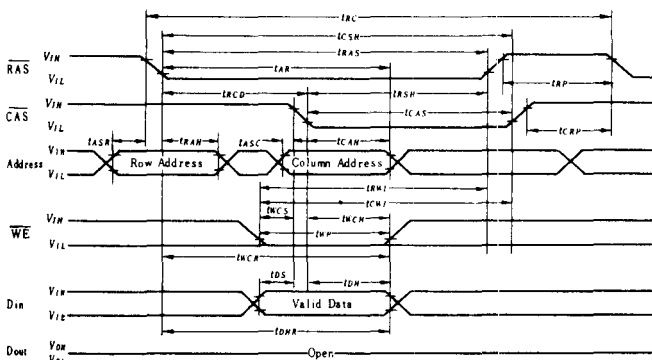 tRC
tCSH
tRAS
tAR
RAS VIH
VIL
tRCD tRSH tRP
CAS VIH
VIL
tCAS
tASR tRAH tASC tCAH tCRP
Address VIH
VIL
Row Address Column Address
tRWI
tCWI
tWCS tWCH
WE VIH
VIL
tWP
tWCR
tDS tDH
Din VIH
VIL
Valid Data
tDHR
Dout VOH
VOL
Open